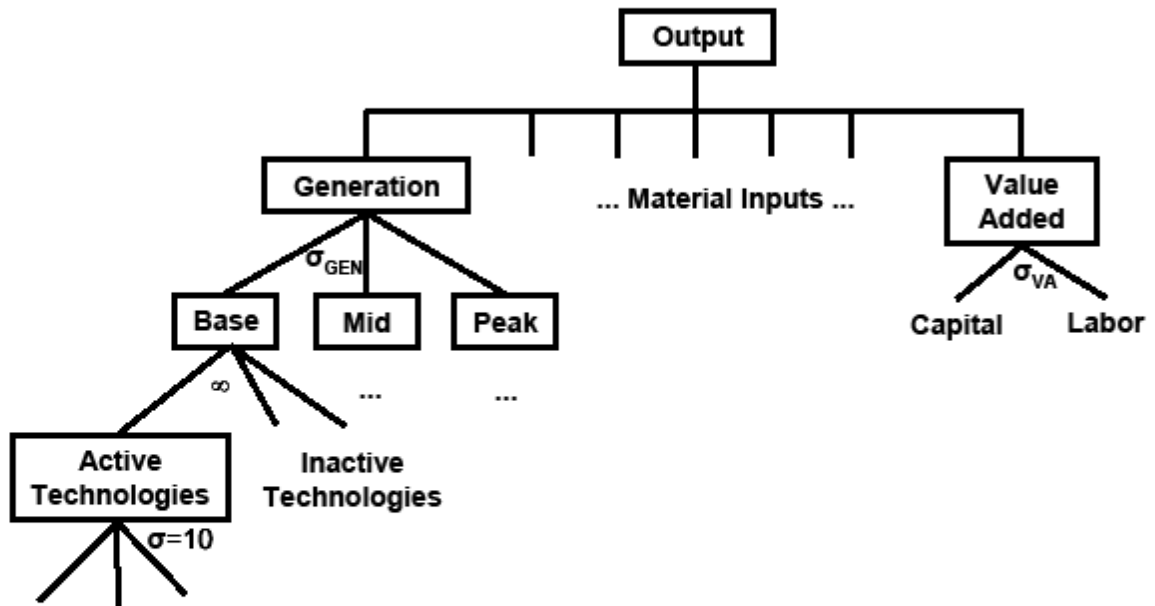 Output
Generation
... Material Inputs ...
Value
Added
σGEN
σVA
Base
Mid
Peak
Capital
Labor
∞
...
...
Active
Technologies
Inactive
Technologies
σ=10